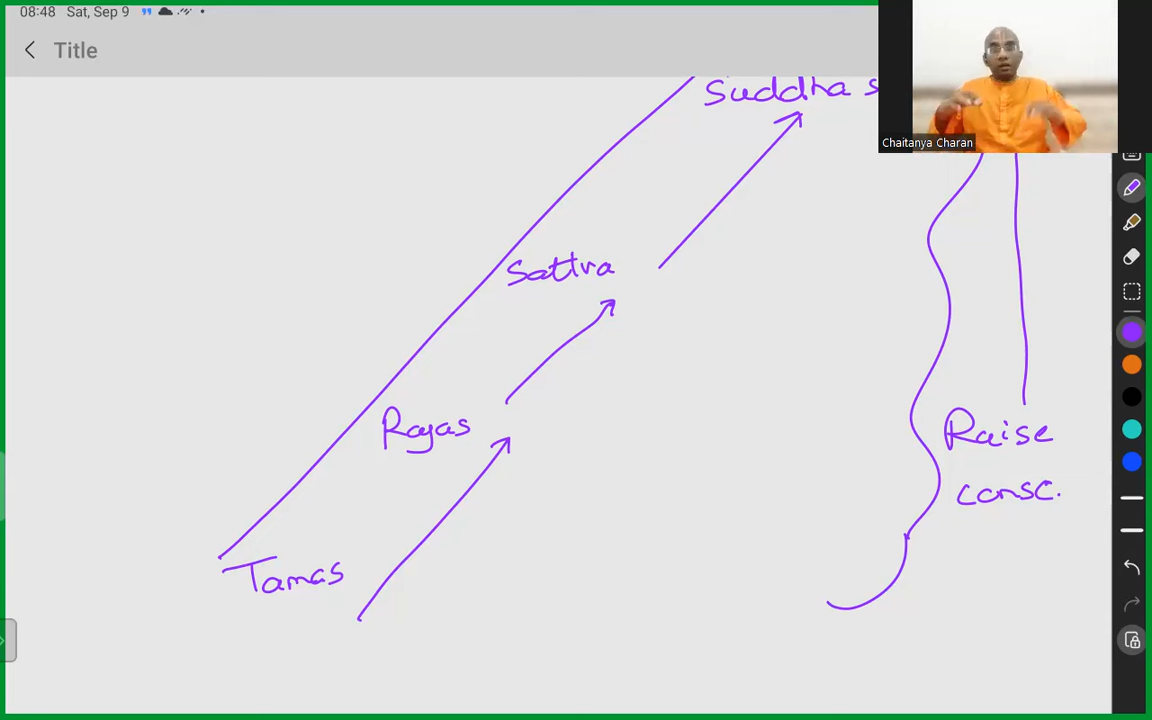 08:48 Sat, Sep 9
Title
Suddha s
Chaitanya Charan
Sattva
Rajas
Raise
consc.
Tamas